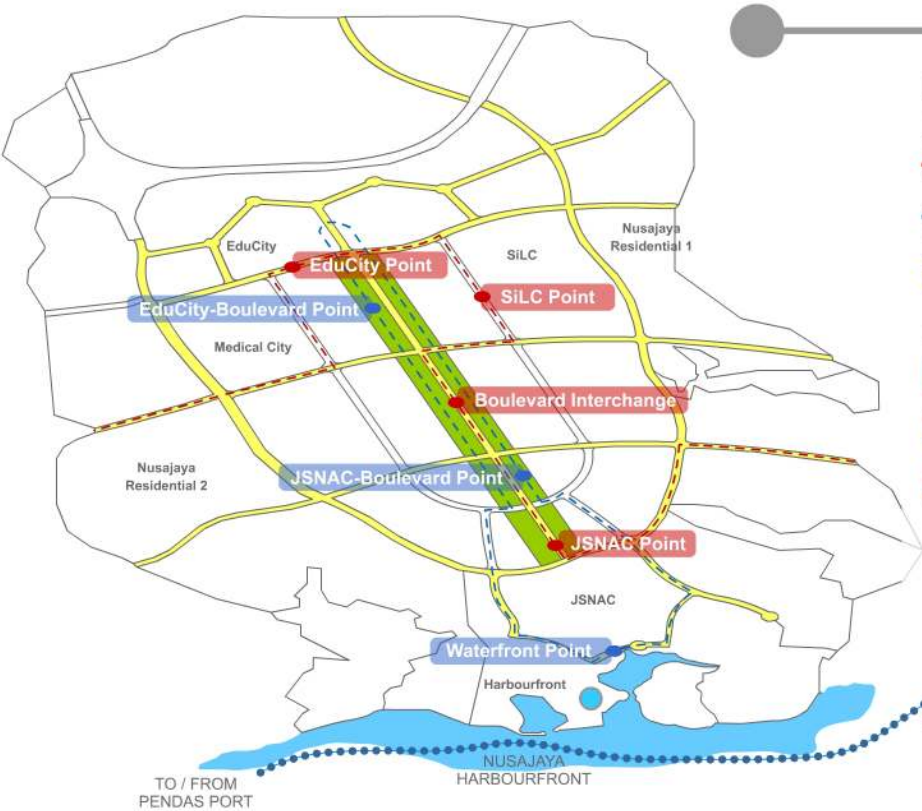 Nusajaya
Residential 1
EduCity
SiLC
EduCity Point
SiLC Point
EduCity-Boulevard Point
Medical City
Boulevard Interchange
Nusajaya
Residential 2
JSNAC-Boulevard Point
JSNAC Point
JSNAC
Waterfront Point
Harbourfront
NUSAJAYA
HARBOURFRONT
TO / FROM
PENDAS PORT